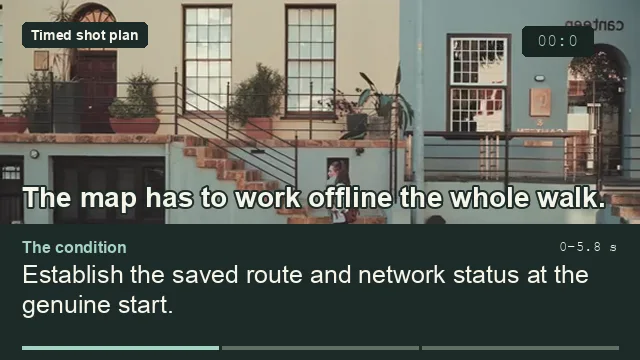 Timed shot plan
canteen
00:0
The map has to work offline the whole walk.
The condition
0–5.8 s
Establish the saved route and network status at the
genuine start.